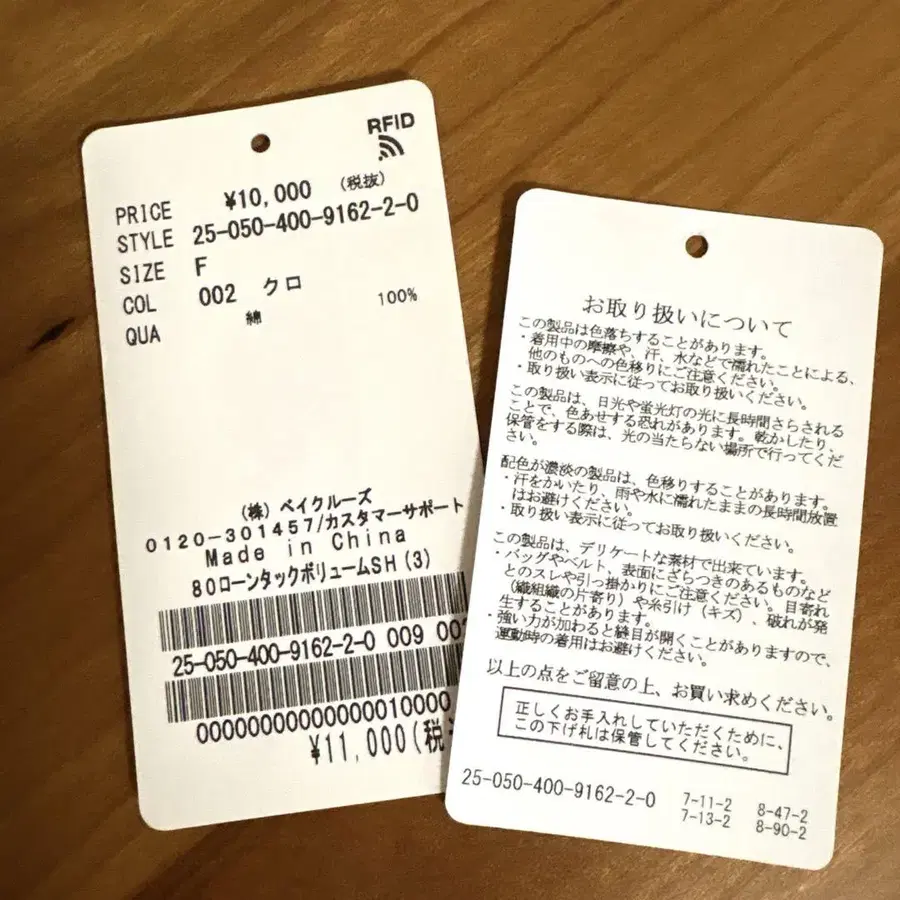 RFID
PRICE ¥10,000 (税抜)
STYLE 25-050-400-9162-2-0
SIZE F
COL 002 クロ
QUA 綿 100%
(株) ベイクルーズ
0120-301457/カスタマーサポート
Made in China
80ローンタックボリュームSH(3)
25-050-400-9162-2-0 009
0000000000000010000
¥11,000(税
お取り扱いについて
この製品は色落ちすることがあります。
・着用中の摩擦や、汗、水などで濡れたことによる、
他のものへの色移りにご注意ください。
・取り扱い表示に従ってお取り扱いください。
この製品は、日光や蛍光灯の光に長時間さらされる
ことで、色あせする恐れがあります。乾かしたり、
保管をする際は、光の当たらない場所で行ってくだ
さい。
配色が濃淡の製品は、色移りすることがあります。
・汗をかいたり、雨や水に濡れたままの長時間放置
はお避けください。
・取り扱い表示に従ってお取り扱いください。
この製品は、デリケートな素材で出来ています。
・バッグやベルト、表面にざらつきのあるものなど
とのスレや引っ掛かりにご注意ください。目寄れ
(織組織の片寄り)や糸引け(キズ)、破れが発
生することがあります。
・強い力が加わると縫目が開くことがありますので、
運動時の着用はお避けください。
以上の点をご留意の上、お買い求めください。
正しくお手入れしていただくために、
この下げ札は保管してください。
25-050-400-9162-2-0 7-11-2 8-47-2
7-13-2 8-90-2